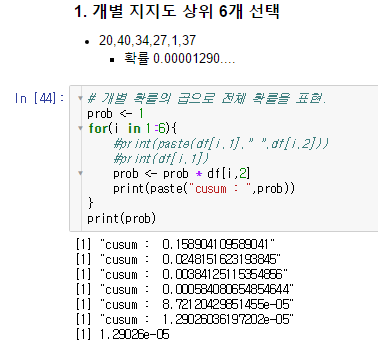 1. 개별 지지도 상위 6개 선택
20,40,34,27,1,37
확률 0.00001290....
In [44]:
# 개별 확률의 곱으로 전체 확률을 표현.
prob <- 1
for(i in 1:6){
#print(paste(df[i,1]," ",df[i,2]))
#print(df[i,1])
prob <- prob * df[i,2]
print(paste("cusum : ",prob))
}
print(prob)
[1] "cusum :  0.158904109589041"
[1] "cusum :  0.0248151623193845"
[1] "cusum :  0.00384125115354856"
[1] "cusum :  0.000584080654854644"
[1] "cusum :  8.72120429851455e-05"
[1] "cusum :  1.29026036197202e-05"
[1] 1.29026e-05